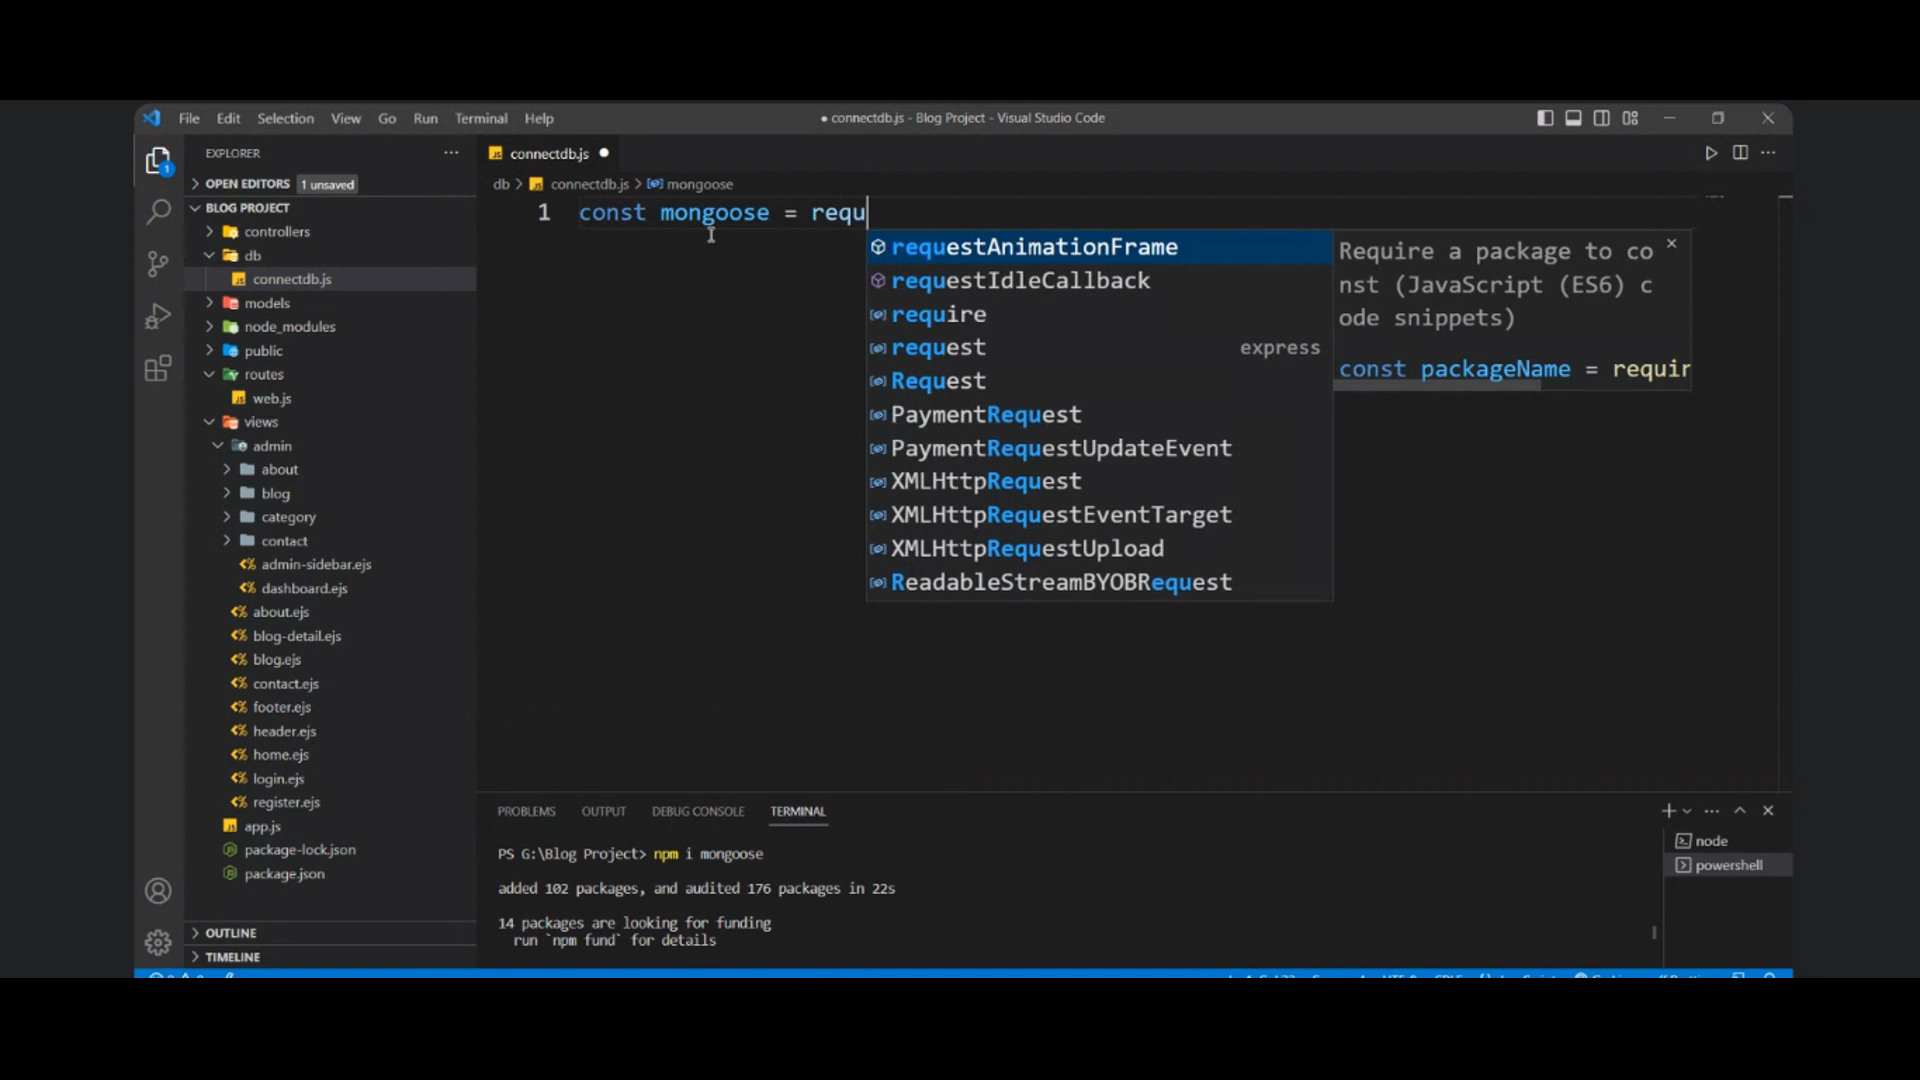 File Edit Selection View Go Run Terminal Help
● connectdb.js - Blog Project - Visual Studio Code
EXPLORER
OPEN EDITORS 1 unsaved
BLOG PROJECT
controllers
db
connectdb.js
models
node_modules
public
routes
web.js
views
admin
about
blog
category
contact
admin-sidebar.ejs
dashboard.ejs
about.ejs
blog-detail.ejs
blog.ejs
contact.ejs
footer.ejs
header.ejs
home.ejs
login.ejs
register.ejs
app.js
package-lock.json
package.json
OUTLINE
TIMELINE
1
connectdb.js
db > connectdb.js > mongoose
1 const mongoose = requ
requestAnimationFrame
requestIdleCallback
require
request express
Request
PaymentRequest
PaymentRequestUpdateEvent
XMLHttpRequest
XMLHttpRequestEventTarget
XMLHttpRequestUpload
ReadableStreamBYOBRequest
Require a package to co
nst (JavaScript (ES6) c
ode snippets)
const packageName = requir
PROBLEMS OUTPUT DEBUG CONSOLE TERMINAL
PS G:\Blog Project> npm i mongoose
added 102 packages, and audited 176 packages in 22s
14 packages are looking for funding
run `npm fund` for details
node
powershell